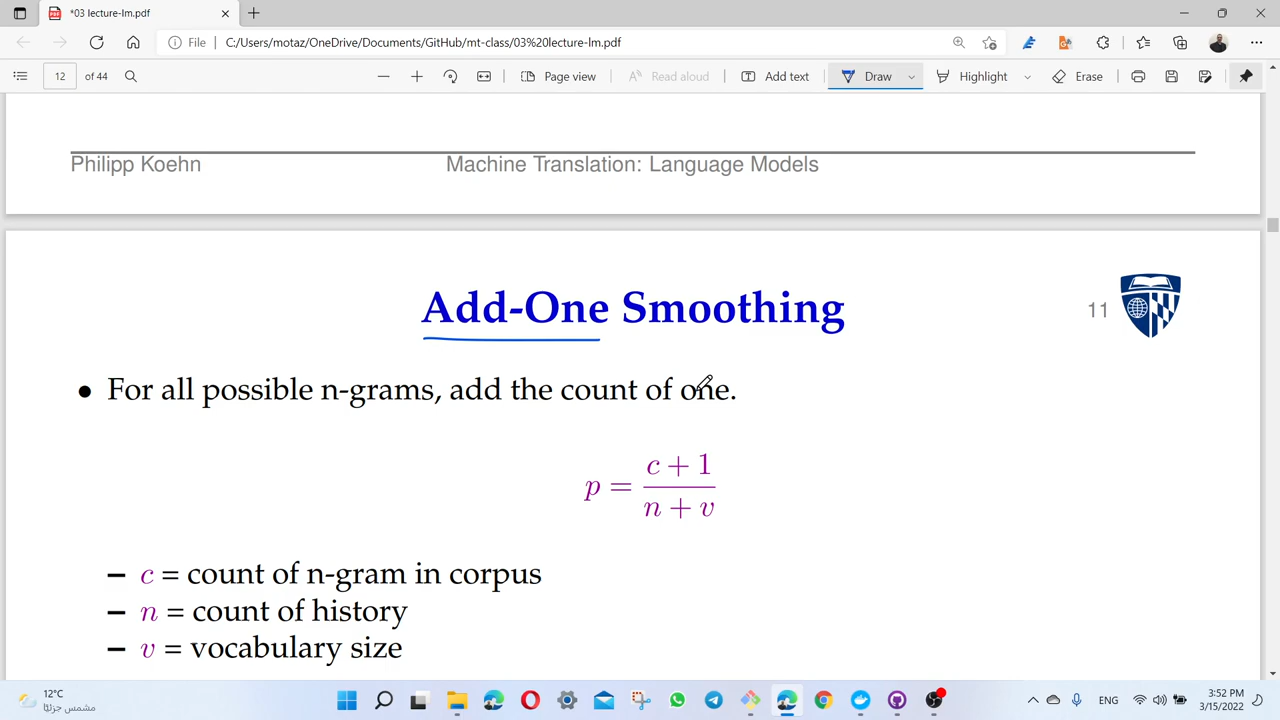 *03 lecture-lm.pdf
File
C:/Users/motaz/OneDrive/Documents/GitHub/mt-class/03%20lecture-lm.pdf
12 of 44
Page view
Read aloud
Add text
Draw
Highlight
Erase
Philipp Koehn
Machine Translation: Language Models
Add-One Smoothing
11
• For all possible n-grams, add the count of one.
p = \frac{c + 1}{n + v}
– c = count of n-gram in corpus
– n = count of history
– v = vocabulary size
12°C
مشمس جزئيًا
ENG
3:52 PM
3/15/2022